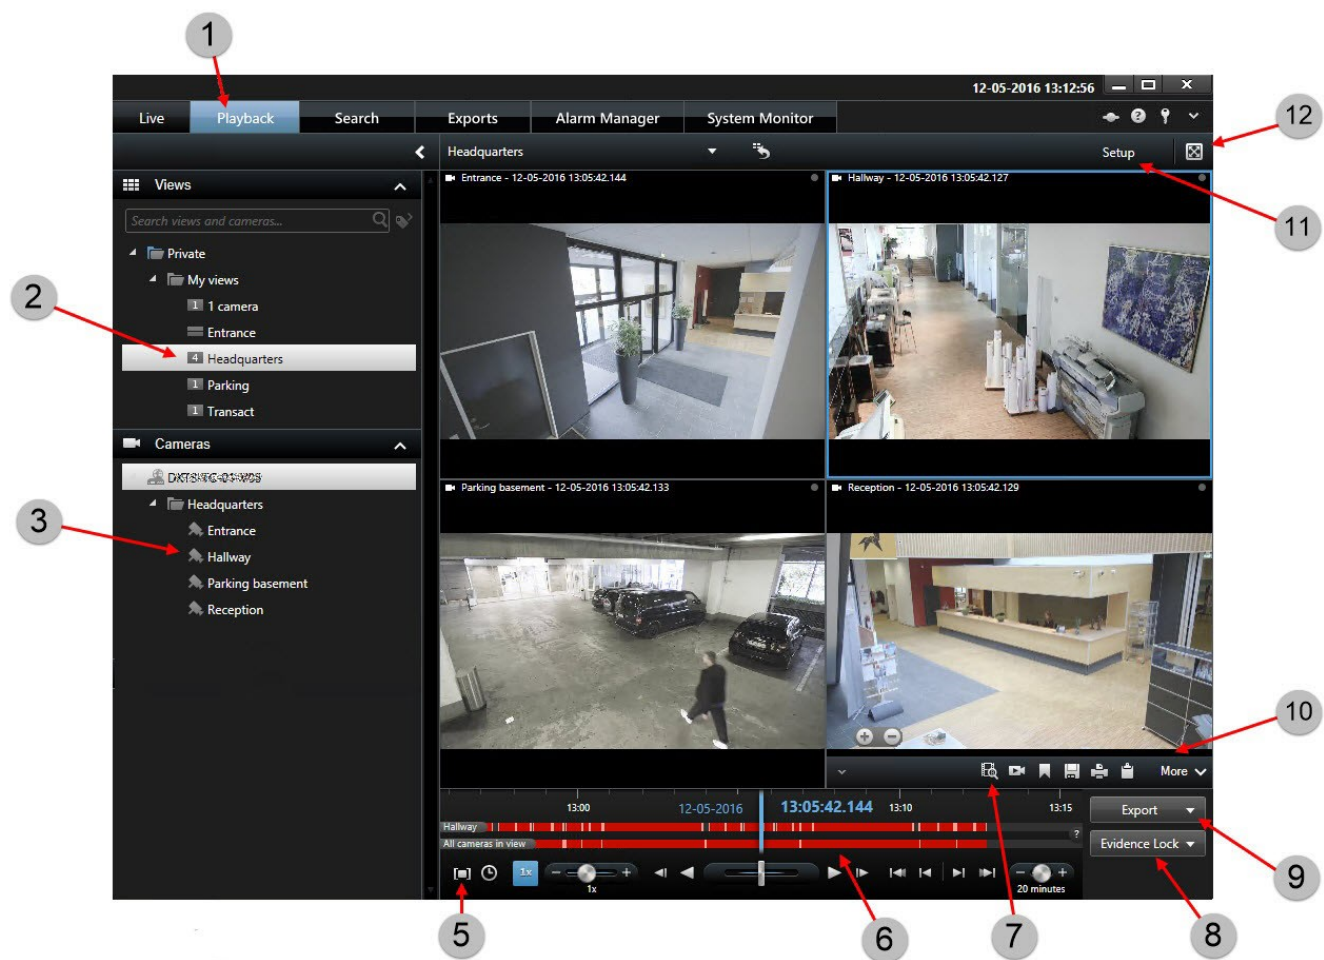 1
12-05-2016 13:12:56
Live Playback Search Exports Alarm Manager System Monitor
12
Headquarters Setup
Views
Entrance - 12-05-2016 13:05:42.144
Hallway - 12-05-2016 13:05:42.127
11
Search views and cameras...
Private
My views
2
1 1 camera
Entrance
4 Headquarters
1 Parking
1 Transact
Cameras
Parking basement - 12-05-2016 13:05:42.133
Reception - 12-05-2016 13:05:42.129
Headquarters
3
Entrance
Hallway
Parking basement
Reception
10
More
13:00 12-05-2016 13:05:42.144 13:10 13:15
Export
Hallway
?
All cameras in view
Evidence Lock
1x
1x
20 minutes
9
5
6
7
8